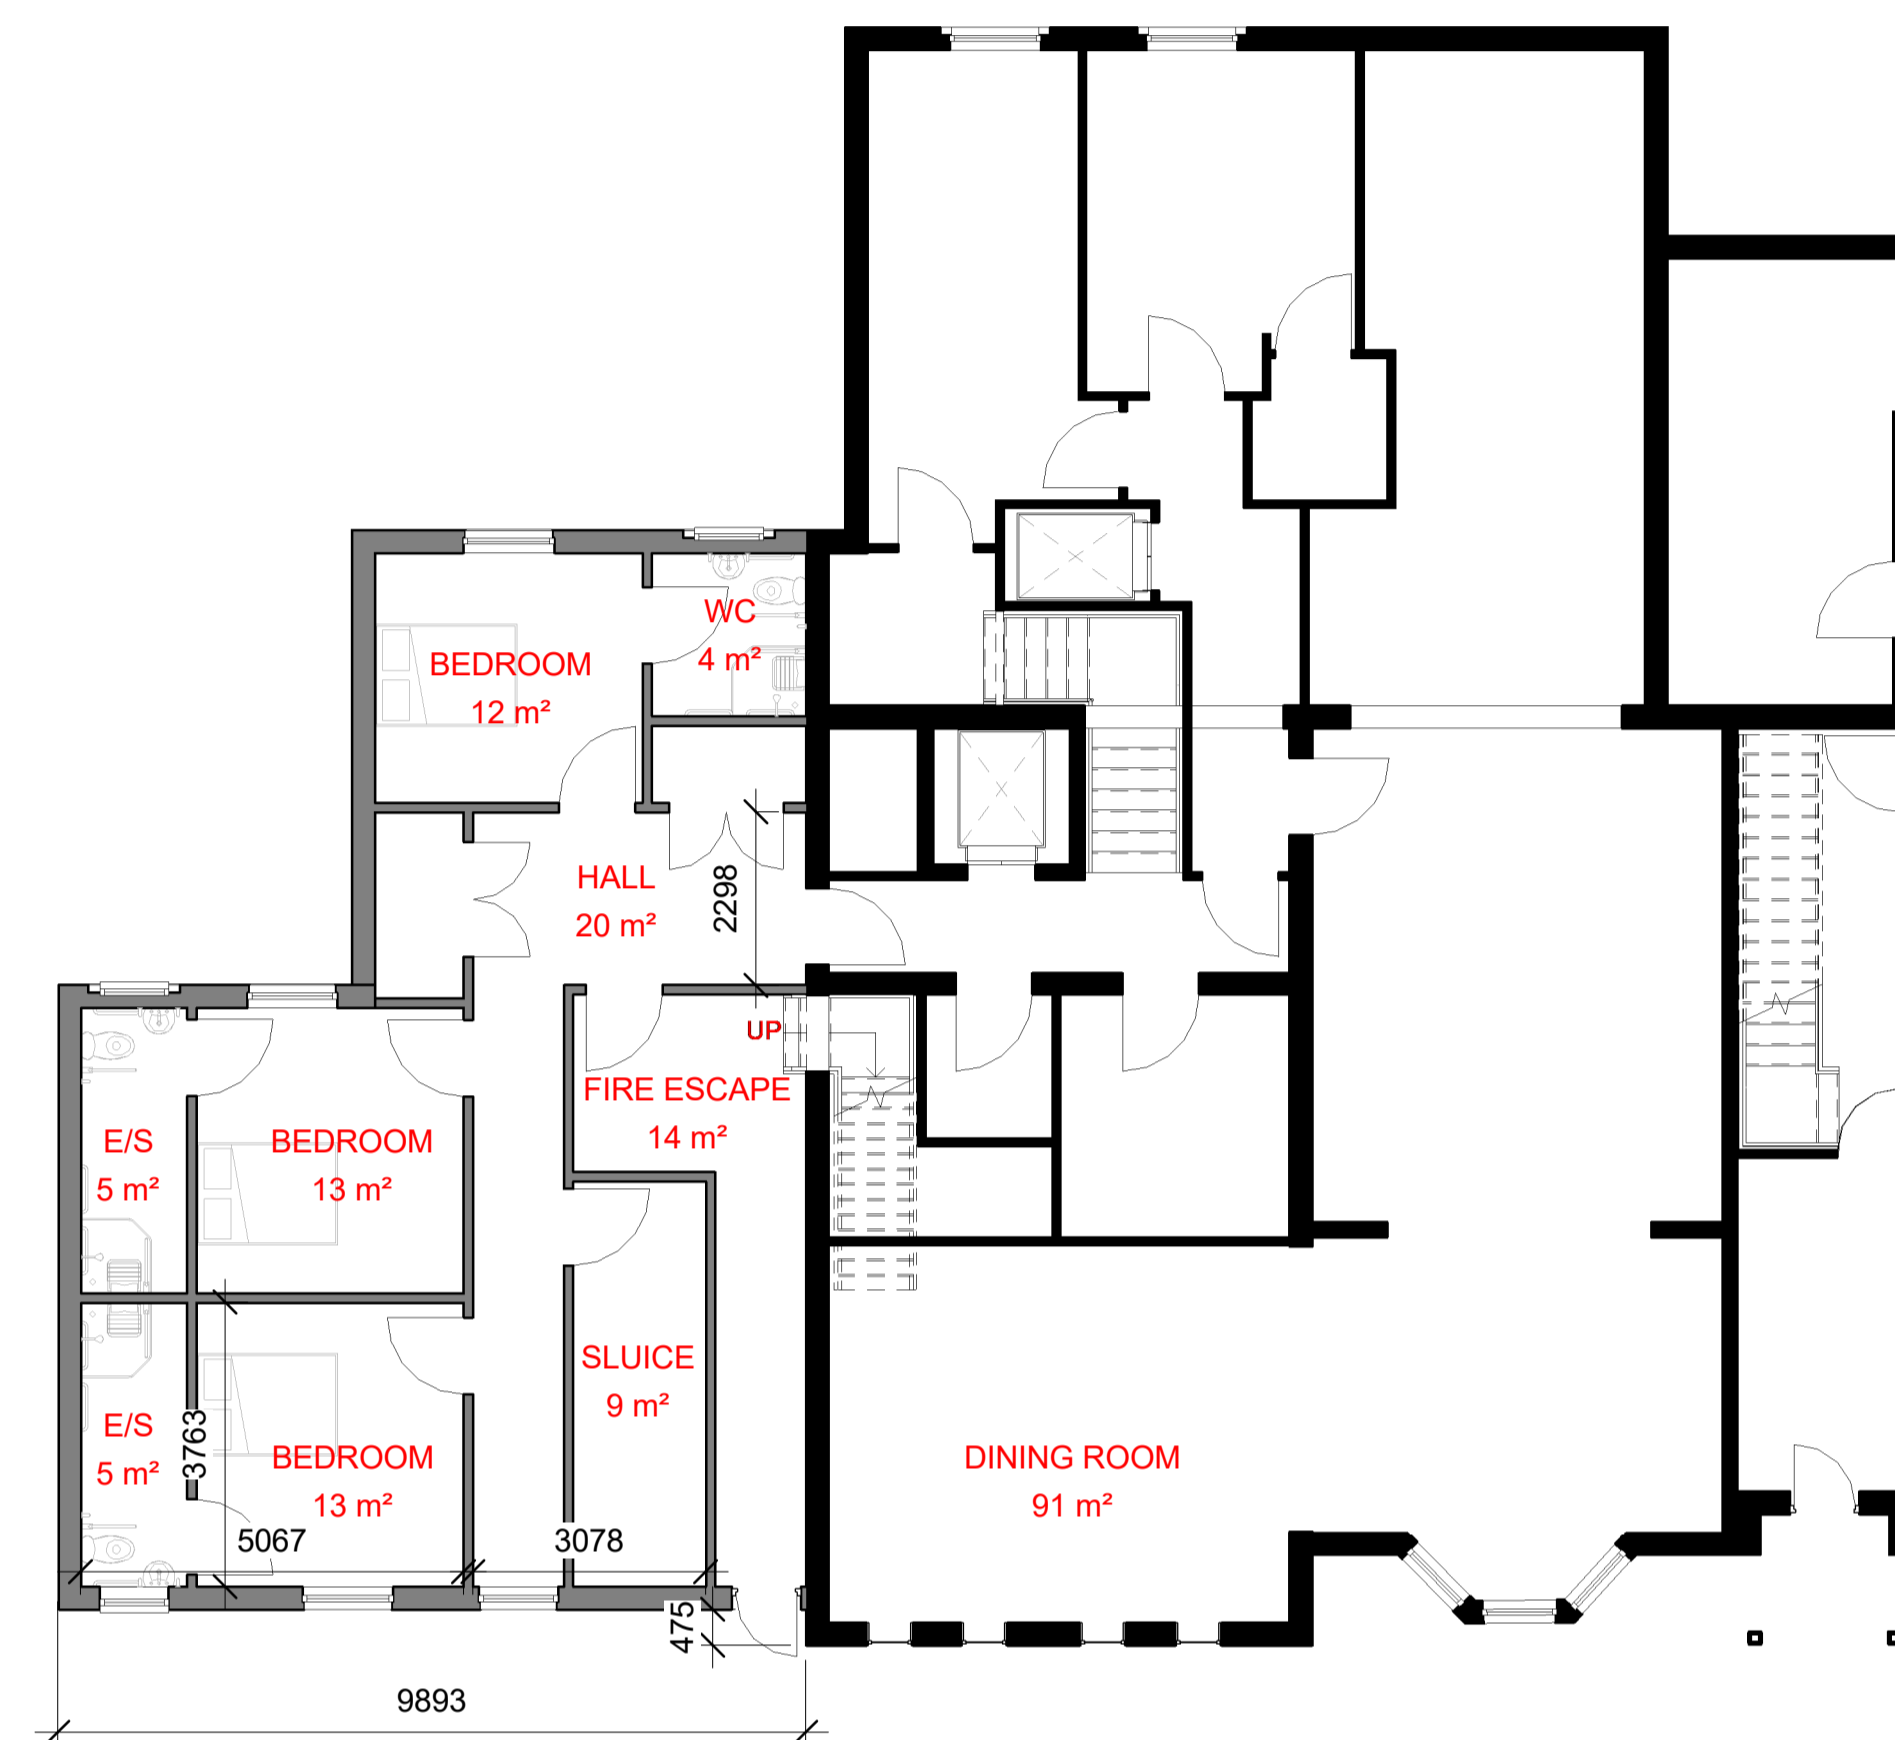 WC
4 m²
BEDROOM
12 m²
HALL
20 m²
2298
UP
FIRE ESCAPE
14 m²
E/S
5 m²
BEDROOM
13 m²
SLUICE
9 m²
E/S
5 m²
3763
BEDROOM
13 m²
DINING ROOM
91 m²
5067
3078
475
9893